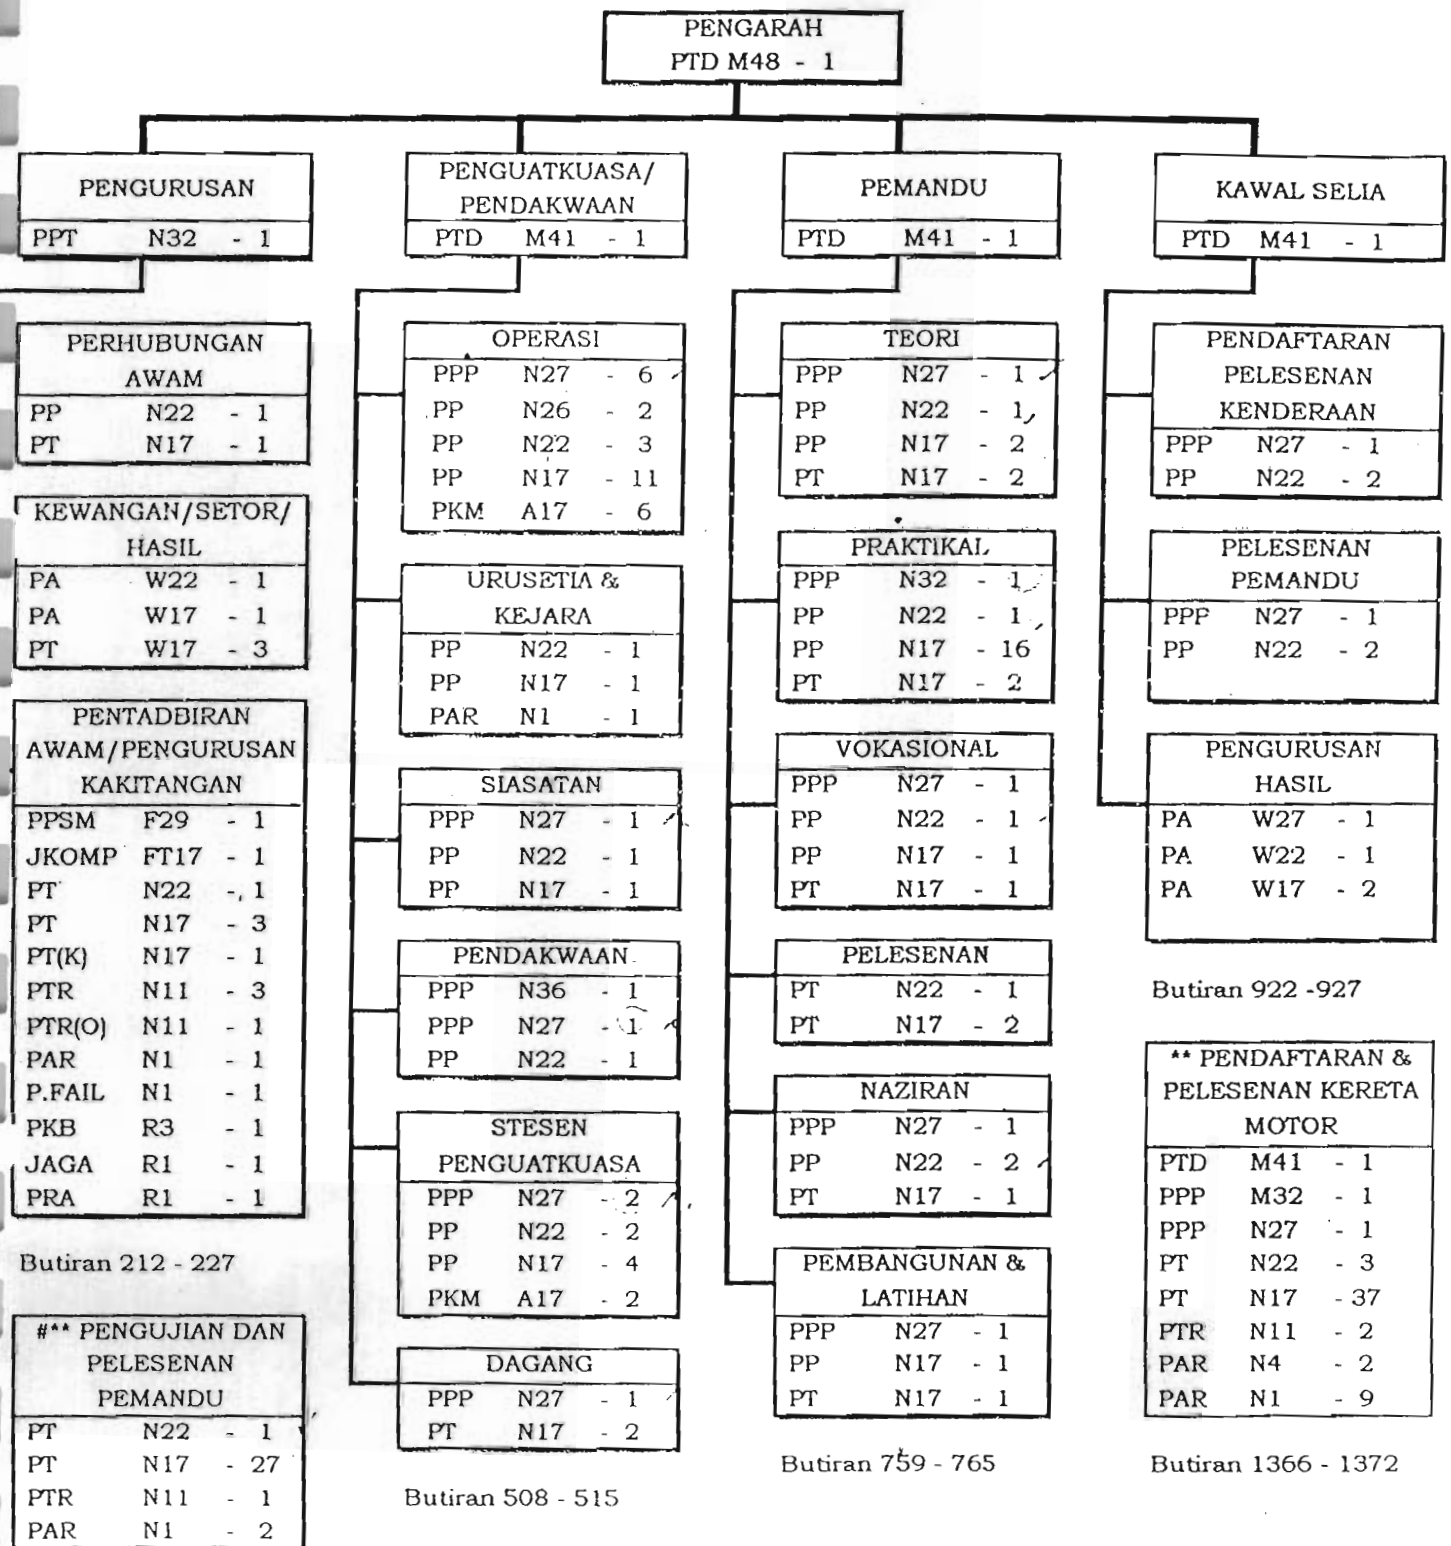 PENGARAH
PTD M48 - 1
PENGURUSAN
PPT N32 - 1
PERHUBUNGAN
AWAM
PP N22 - 1
PT N17 - 1
KEWANGAN/SETOR/
HASIL
PA W22 - 1
PA W17 - 1
PT W17 - 3
PENTADBIRAN
AWAM/PENGURUSAN
KAKITANGAN
PPSM F29 - 1
JKOMP FT17 - 1
PT N22 - 1
PT N17 - 3
PT(K) N17 - 1
PTR N11 - 3
PTR(O) N11 - 1
PAR N1 - 1
P.FAIL N1 - 1
PKB R3 - 1
JAGA R1 - 1
PRA R1 - 1
Butiran 212 - 227
#** PENGUJIAN DAN
PELESENAN
PEMANDU
PT N22 - 1
PT N17 - 27
PTR N11 - 1
PAR N1 - 2
PENGUATKUASA/
PENDAKWAAN
PTD M41 - 1
OPERASI
PPP N27 - 6
PP N26 - 2
PP N22 - 3
PP N17 - 11
PKM A17 - 6
URUSETIA &
KEJARA
PP N22 - 1
PP N17 - 1
PAR N1 - 1
SIASATAN
PPP N27 - 1
PP N22 - 1
PP N17 - 1
PENDAKWAAN
PPP N36 - 1
PPP N27 - 1
PP N22 - 1
STESEN
PENGUATKUASA
PPP N27 - 2
PP N22 - 2
PP N17 - 4
PKM A17 - 2
DAGANG
PPP N27 - 1
PT N17 - 2
Butiran 508 - 515
PEMANDU
PTD M41 - 1
TEORI
PPP N27 - 1
PP N22 - 1
PP N17 - 2
PT N17 - 2
PRAKTIKAL
PPP N32 - 1
PP N22 - 1
PP N17 - 16
PT N17 - 2
VOKASIONAL
PPP N27 - 1
PP N22 - 1
PP N17 - 1
PT N17 - 1
PELESENAN
PT N22 - 1
PT N17 - 2
NAZIRAN
PPP N27 - 1
PP N22 - 2
PT N17 - 1
PEMBANGUNAN &
LATIHAN
PPP N27 - 1
PP N17 - 1
PT N17 - 1
Butiran 759 - 765
KAWAL SELIA
PTD M41 - 1
PENDAFTARAN
PELESENAN
KENDERAAN
PPP N27 - 1
PP N22 - 2
PELESENAN
PEMANDU
PPP N27 - 1
PP N22 - 2
PENGURUSAN
HASIL
PA W27 - 1
PA W22 - 1
PA W17 - 2
Butiran 922 -927
** PENDAFTARAN &
PELESENAN KERETA
MOTOR
PTD M41 - 1
PPP M32 - 1
PPP N27 - 1
PT N22 - 3
PT N17 - 37
PTR N11 - 2
PAR N4 - 2
PAR N1 - 9
Butiran 1366 - 1372